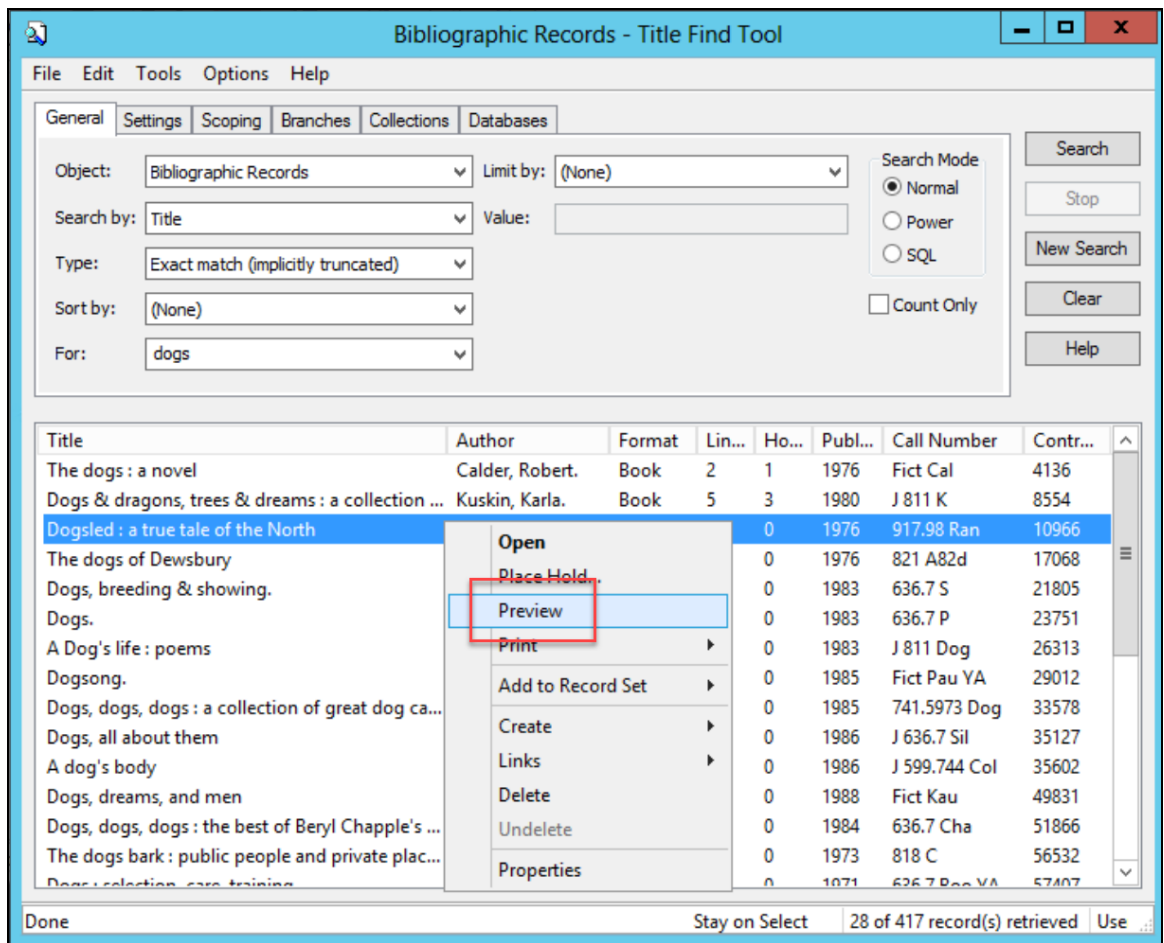 Bibliographic Records - Title Find Tool
File Edit Tools Options Help
General Settings Scoping Branches Collections Databases
Object: Bibliographic Records Limit by: (None) Search Mode Search
Normal
Search by: Title Value: Power Stop
Type: Exact match (implicitly truncated) SQL New Search
Sort by: (None) Count Only Clear
For: dogs Help
Title Author Format Lin... Ho... Publ... Call Number Contr...
The dogs : a novel Calder, Robert. Book 2 1 1976 Fict Cal 4136
Dogs & dragons, trees & dreams : a collection ... Kuskin, Karla. Book 5 3 1980 J 811 K 8554
Dogsled : a true tale of the North 0 1976 917.98 Ran 10966
Open
The dogs of Dewsbury 0 1976 821 A82d 17068
Place Hold...
Dogs, breeding & showing. 0 1983 636.7 S 21805
Preview
Dogs. 0 1983 636.7 P 23751
Print
A Dog's life : poems 0 1983 J 811 Dog 26313
Dogsong. 0 1985 Fict Pau YA 29012
Add to Record Set
Dogs, dogs, dogs : a collection of great dog ca... 0 1985 741.5973 Dog 33578
Create
Dogs, all about them 0 1986 J 636.7 Sil 35127
Links
A dog's body 0 1986 J 599.744 Col 35602
Delete
Dogs, dreams, and men 0 1988 Fict Kau 49831
Dogs, dogs, dogs : the best of Beryl Chapple's ... 0 1984 636.7 Cha 51866
Undelete
The dogs bark : public people and private plac... 0 1973 818 C 56532
Properties
Dogs : selection, care, training 0 1971 636.7 Roo YA 57407
Done Stay on Select 28 of 417 record(s) retrieved Use